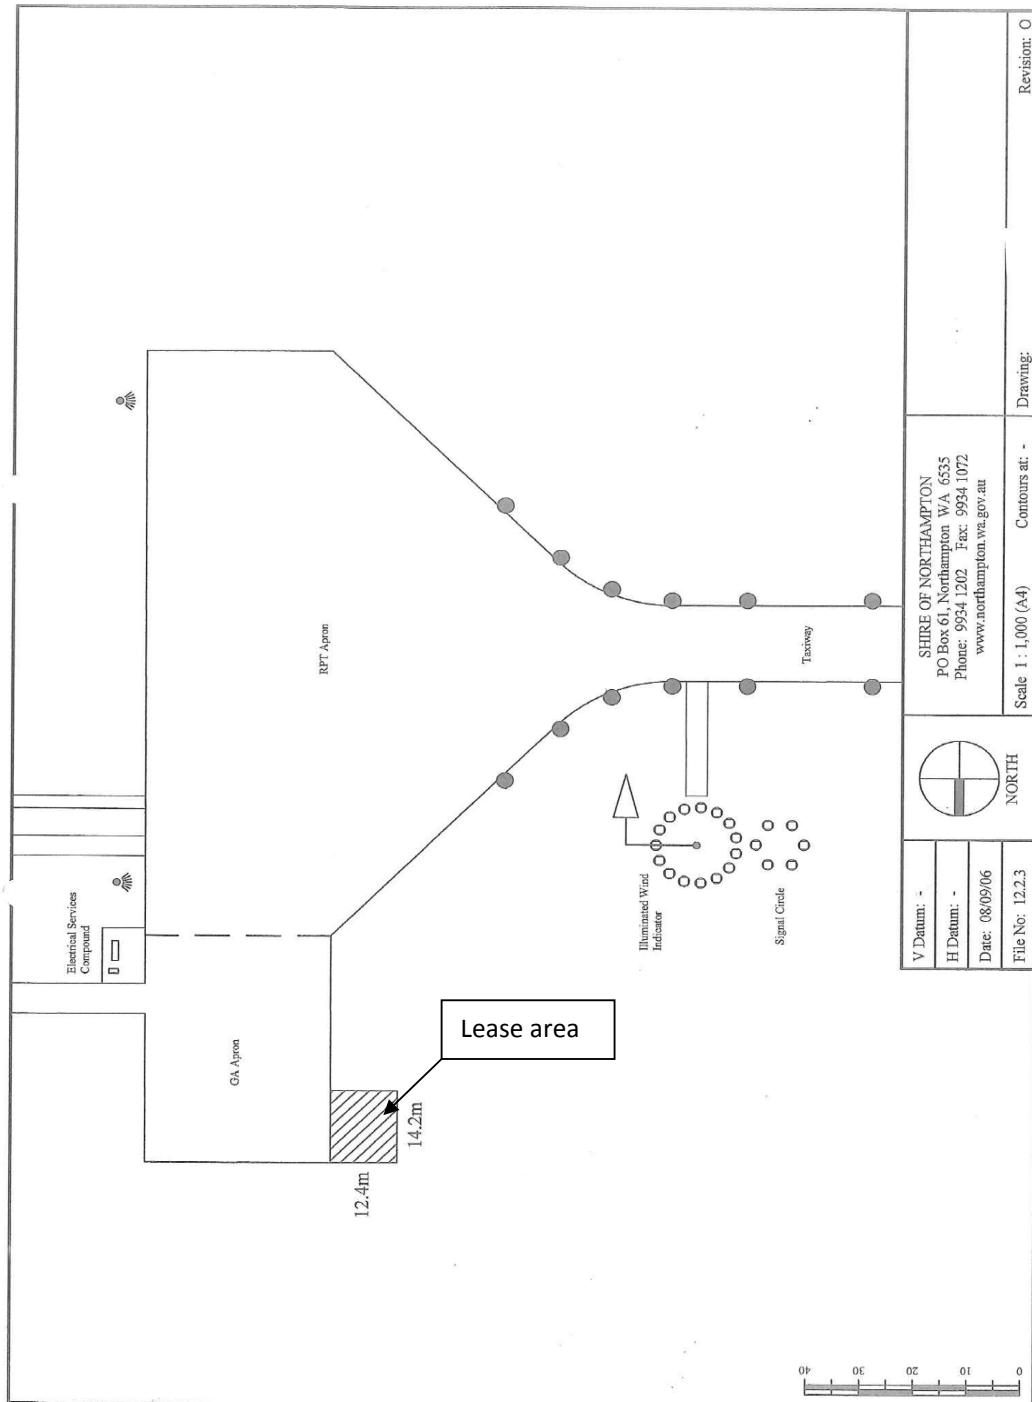 Electrical Services
Compound
RPT Apron
GA Apron
Lease area
12.4m
14.2m
Illuminated Wind
Indicator
Signal Circle
Taxiway
40
30
20
10
0
V Datum: -
H Datum: -
Date: 08/09/06
File No: 12.2.3
NORTH
SHIRE OF NORTHAMPTON
PO Box 61, Northampton WA 6535
Phone: 9934 1202 Fax: 9934 1072
www.northampton.wa.gov.au
Scale 1 : 1,000 (A4) Contours at: -
Drawing: Revision: O